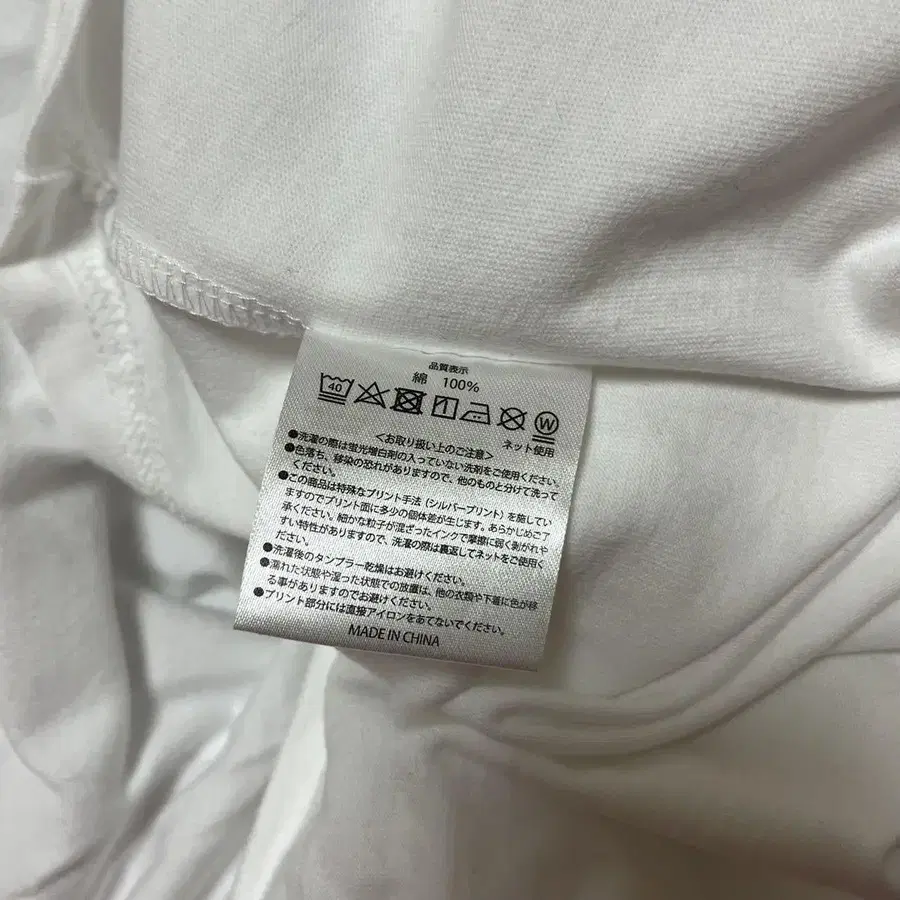 品質表示
綿 100%
40
W
ネット使用
<お取り扱い上のご注意>
●洗濯の際は蛍光増白剤の入っていない洗剤をご使用ください。
●色落ち、移染の恐れがありますので、他のものと分けて洗って
ください。
●この商品は特殊なプリント手法(シルバープリント)を施してい
ますのでプリント面に多少の個体差が生じます。あらかじめご了
承ください。細かな粒子が混ざったインクで摩擦に弱く剥がれや
すい特性がありますので、洗濯の際は裏返してネットをご使用く
ださい。
●洗濯後のタンブラー乾燥はお避けください。
●濡れた状態や湿った状態での放置は、他の衣類や下着に色が移
る事がありますのでお避けください。
●プリント部分には直接アイロンをあてないでください。
MADE IN CHINA